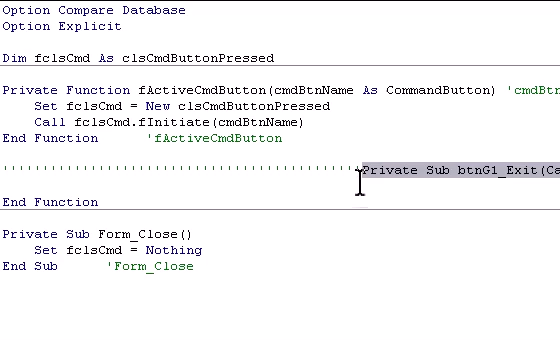 Option Compare Database
Option Explicit
Dim fclsCmd As clsCmdButtonPressed
Private Function fActiveCmdButton(cmdBtnName As CommandButton) 'cmdBtn
Set fclsCmd = New clsCmdButtonPressed
Call fclsCmd.fInitiate(cmdBtnName)
End Function 'fActiveCmdButton
'''''''''''''''''''''''''''''''''''''''''''''Private Sub btnG1_Exit(Ca
End Function
Private Sub Form_Close()
Set fclsCmd = Nothing
End Sub 'Form_Close